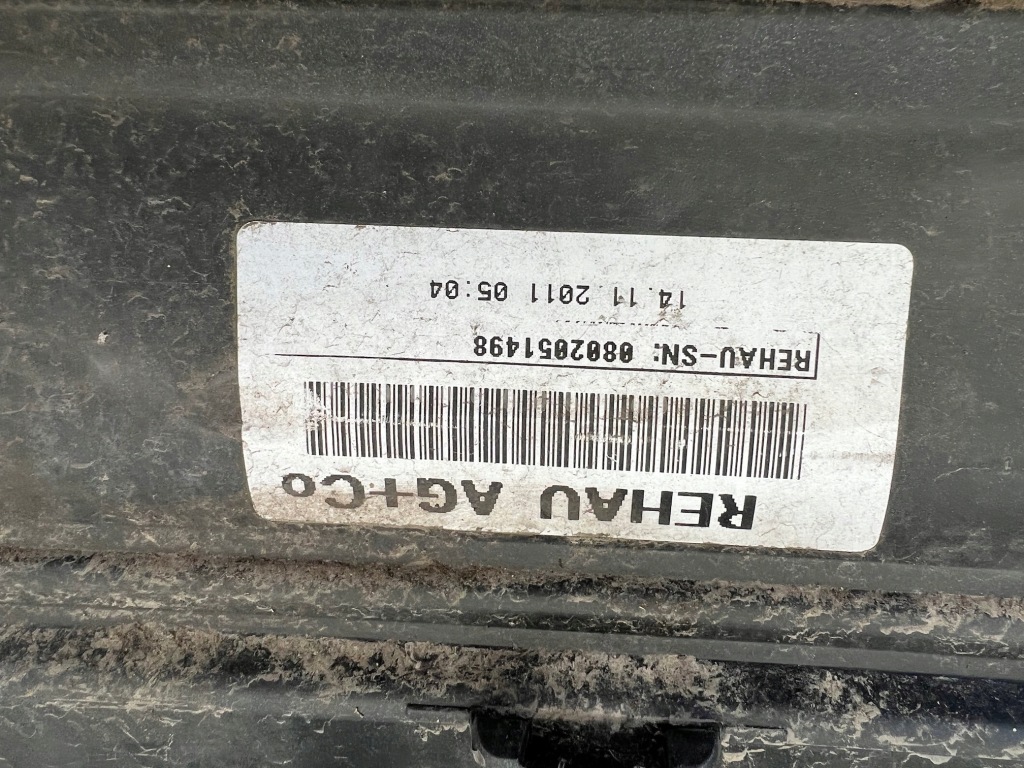 REHAU AG+Co
REHAU-SN: 0802051498
14.11.2011 05:04